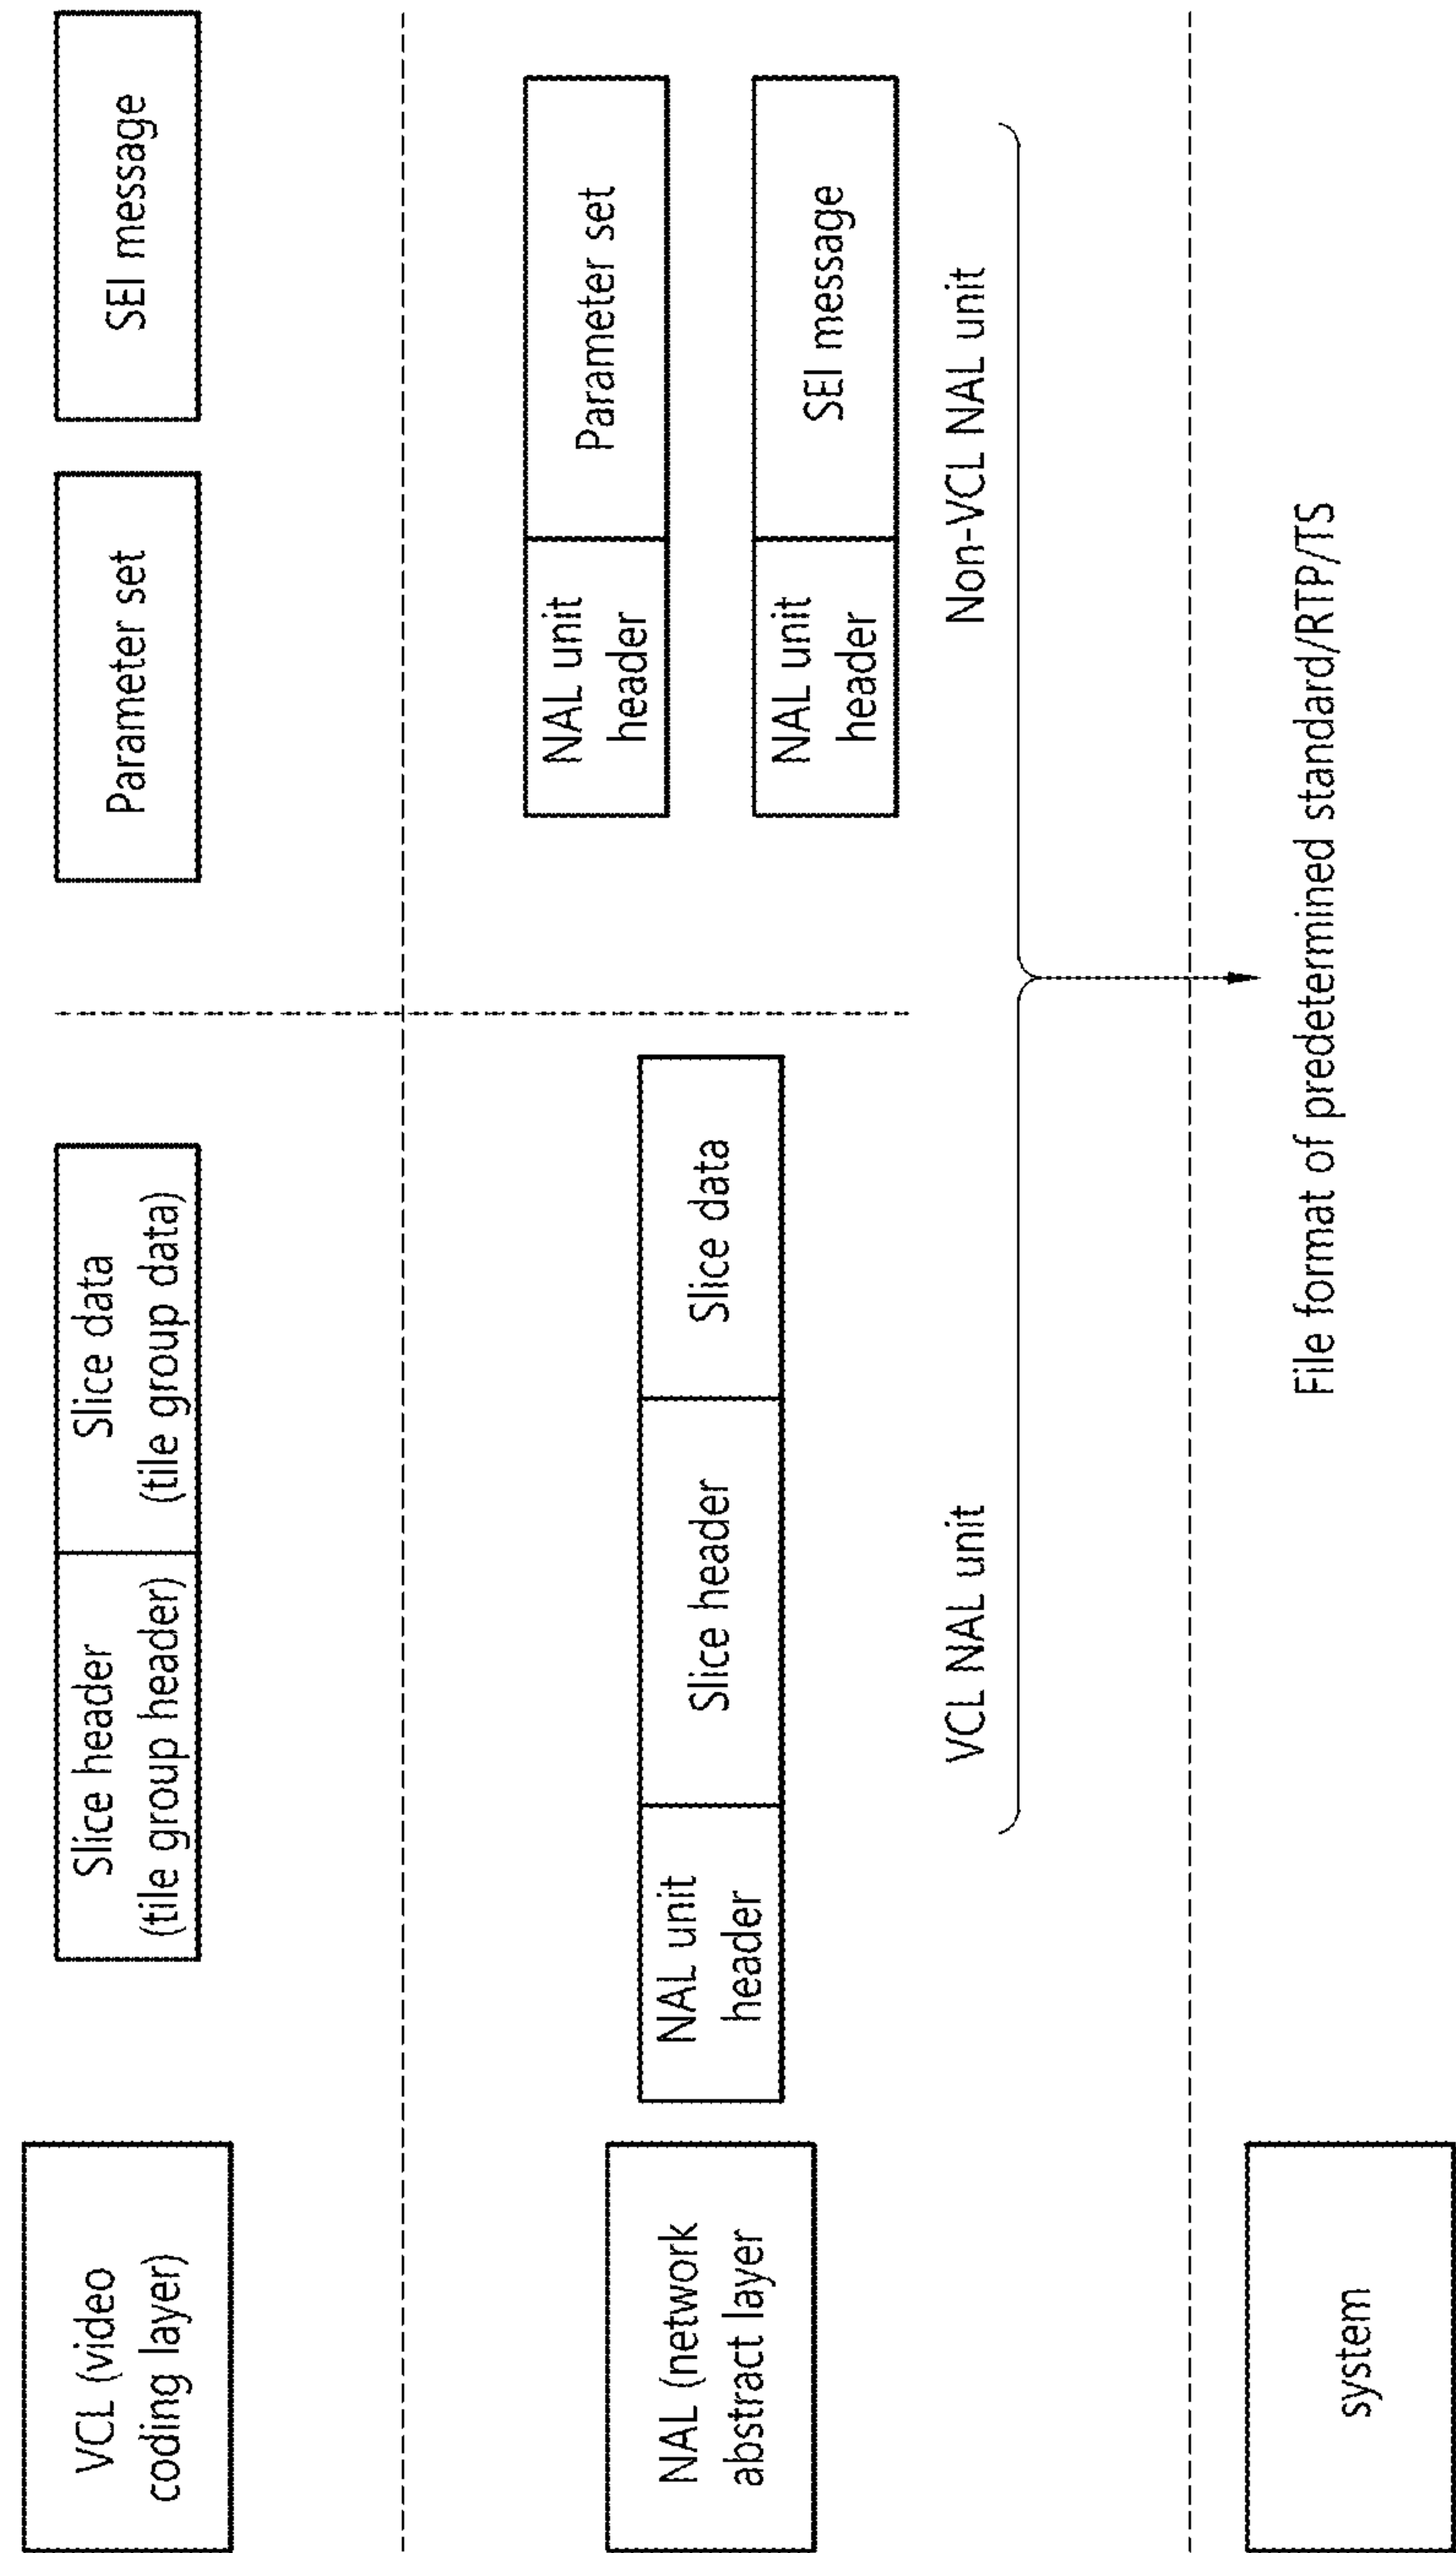 VCL (video
coding layer)
Slice header
(tile group header)
Slice data
(tile group data)
Parameter set
SEI message
NAL (network
abstract layer
NAL unit
header
Slice header
Slice data
NAL unit
header
Parameter set
NAL unit
header
SEI message
VCL NAL unit
Non-VCL NAL unit
system
File format of predetermined standard/RTP/TS